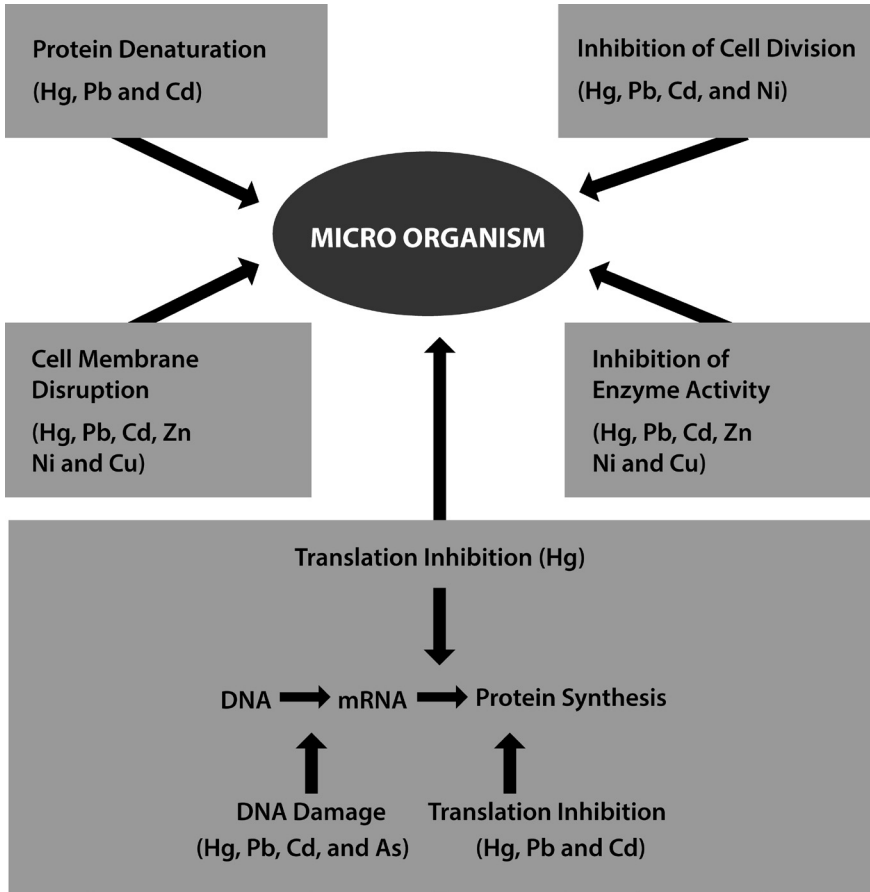 Protein Denaturation
(Hg, Pb and Cd)
Inhibition of Cell Division
(Hg, Pb, Cd, and Ni)
MICRO ORGANISM
Cell Membrane
Disruption
(Hg, Pb, Cd, Zn
Ni and Cu)
Inhibition of
Enzyme Activity
(Hg, Pb, Cd, Zn
Ni and Cu)
Translation Inhibition (Hg)
DNA mRNA Protein Synthesis
DNA Damage
(Hg, Pb, Cd, and As)
Translation Inhibition
(Hg, Pb and Cd)